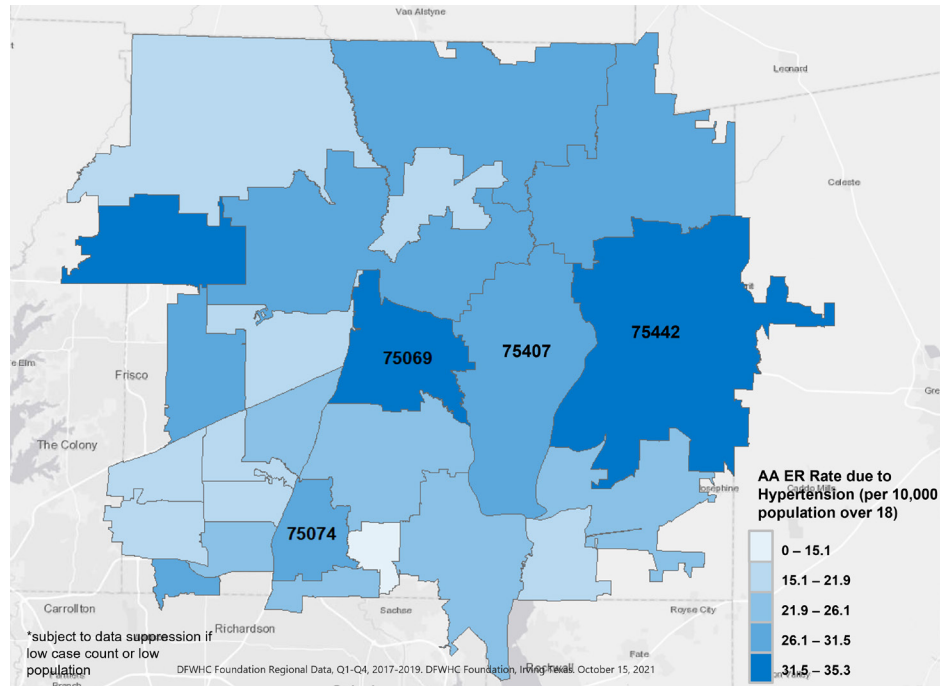 Van Alstyne
Leonard
Celeste
75442
75407
75069
Frisco
The Colony
AA ER Rate due to
Hypertension (per 10,000
population over 18)
Josephine
Caddo Mills
75074
0 – 15.1
15.1 – 21.9
21.9 – 26.1
26.1 – 31.5
31.5 – 35.3
Carrollton
Sachse
Royse City
Richardson
*subject to data suppression if
low case count or low
population
Fate
Rockwall
DFWHC Foundation Regional Data, Q1-Q4, 2017-2019. DFWHC Foundation, Irving Texas. October 15, 2021
Branch